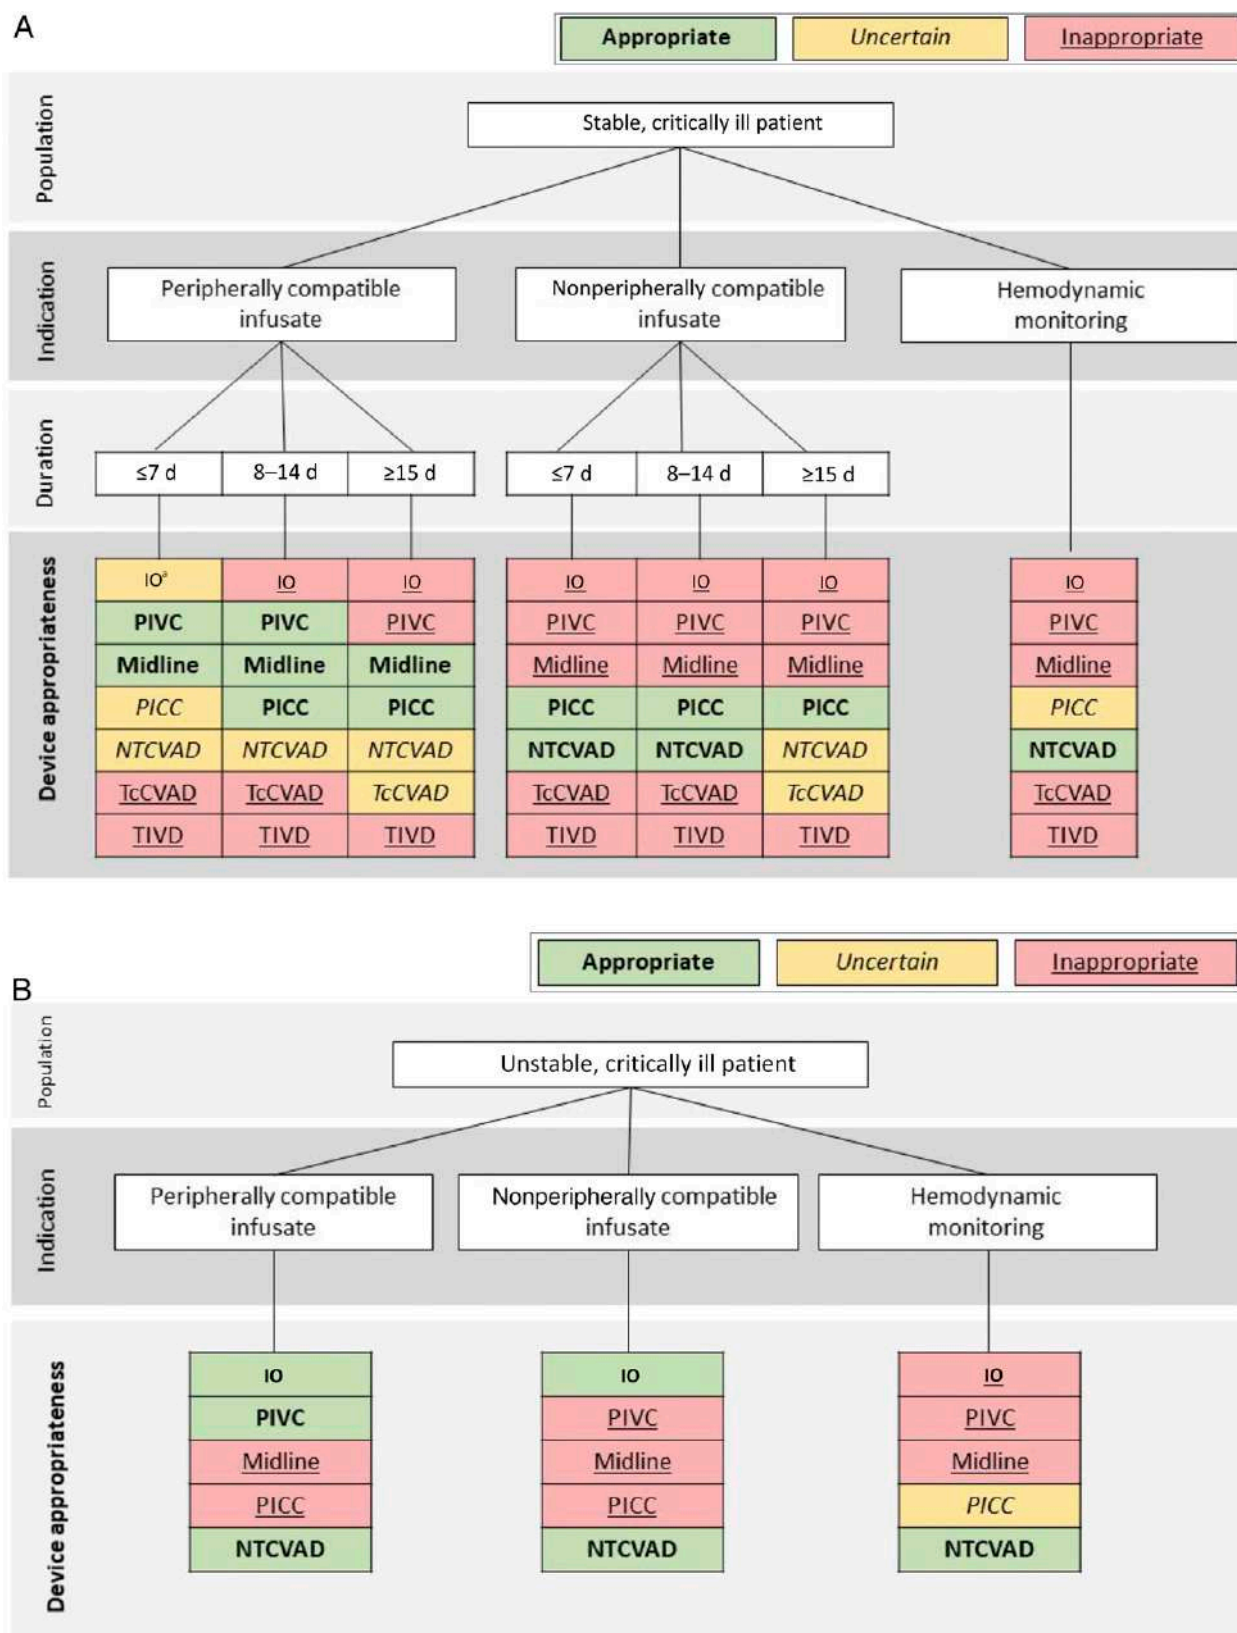 A
Appropriate Uncertain Inappropriate
Population
Stable, critically ill patient
Indication
Peripherally compatible
infusate
Nonperipherally compatible
infusate
Hemodynamic
monitoring
Duration
≤7 d 8–14 d ≥15 d ≤7 d 8–14 d ≥15 d
Device appropriateness
IOª IO IO IO IO IO IO
PIVC PIVC PIVC PIVC PIVC PIVC PIVC
Midline Midline Midline Midline Midline Midline Midline
PICC PICC PICC PICC PICC PICC PICC
NTCVAD NTCVAD NTCVAD NTCVAD NTCVAD NTCVAD NTCVAD
TcCVAD TcCVAD TcCVAD TcCVAD TcCVAD TcCVAD TcCVAD
TIVD TIVD TIVD TIVD TIVD TIVD TIVD
B
Appropriate Uncertain Inappropriate
Population
Unstable, critically ill patient
Indication
Peripherally compatible
infusate
Nonperipherally compatible
infusate
Hemodynamic
monitoring
Device appropriateness
IO IO IO
PIVC PIVC PIVC
Midline Midline Midline
PICC PICC PICC
NTCVAD NTCVAD NTCVAD